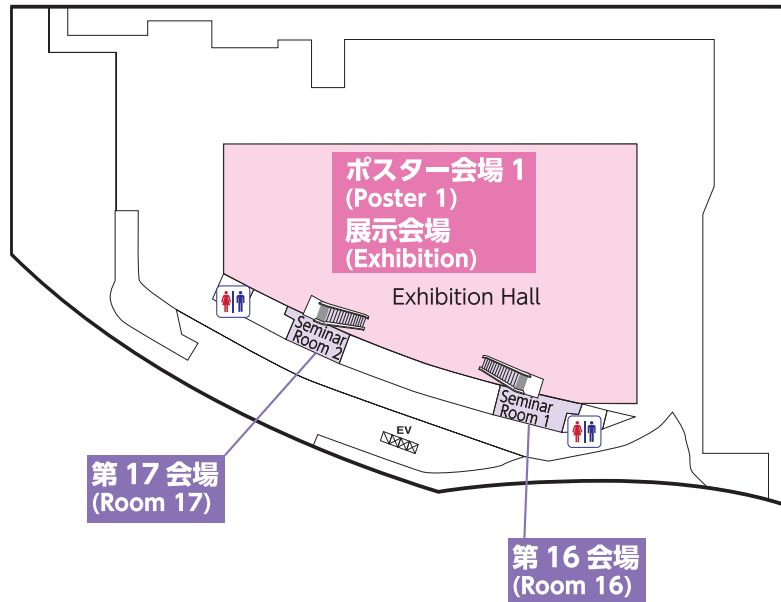 ポスター会場 1
(Poster 1)
展示会場
(Exhibition)
Exhibition Hall
Seminar
Room 2
Seminar
Room 1
EV
第 17 会場
(Room 17)
第 16 会場
(Room 16)